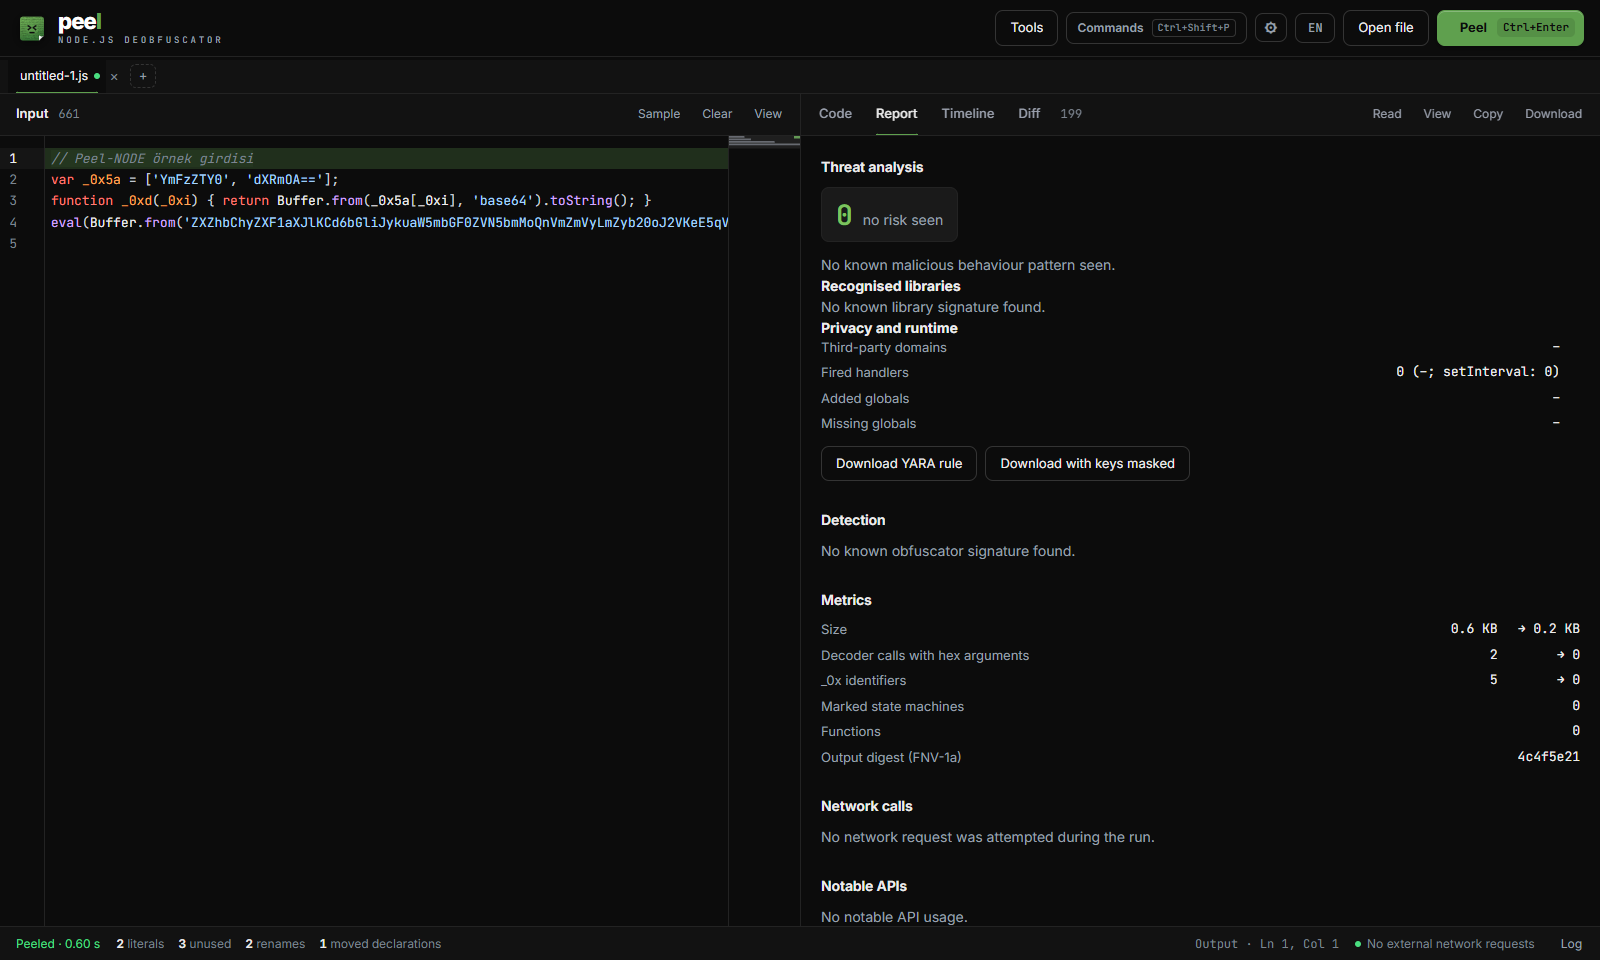 peel
NODE.JS DEOBFUSCATOR
Tools
Commands Ctrl+Shift+P
EN
Open file
Peel Ctrl+Enter
untitled-1.js
×
+
Input 661
Sample
Clear
View
Code
Report
Timeline
Diff
199
Read
View
Copy
Download
1 // Peel-NODE örnek girdisi
2 var _0x5a = ['YmFzZTY0', 'dXRmOA=='];
3 function _0xd(_0xi) { return Buffer.from(_0x5a[_0xi], 'base64').toString(); }
4 eval(Buffer.from('ZXZhbChyZXF1aXJlKCd6bGliJykuaW5mbGF0ZVN5bmMoQnVmZmVyLmZyb20oJ2VKeE5qV
5
Threat analysis
0 no risk seen
No known malicious behaviour pattern seen.
Recognised libraries
No known library signature found.
Privacy and runtime
Third-party domains –
Fired handlers 0 (–; setInterval: 0)
Added globals –
Missing globals –
Download YARA rule
Download with keys masked
Detection
No known obfuscator signature found.
Metrics
Size 0.6 KB → 0.2 KB
Decoder calls with hex arguments 2 → 0
_0x identifiers 5 → 0
Marked state machines 0
Functions 0
Output digest (FNV-1a) 4c4f5e21
Network calls
No network request was attempted during the run.
Notable APIs
No notable API usage.
Peeled · 0.60 s 2 literals 3 unused 2 renames 1 moved declarations
Output · Ln 1, Col 1
No external network requests
Log